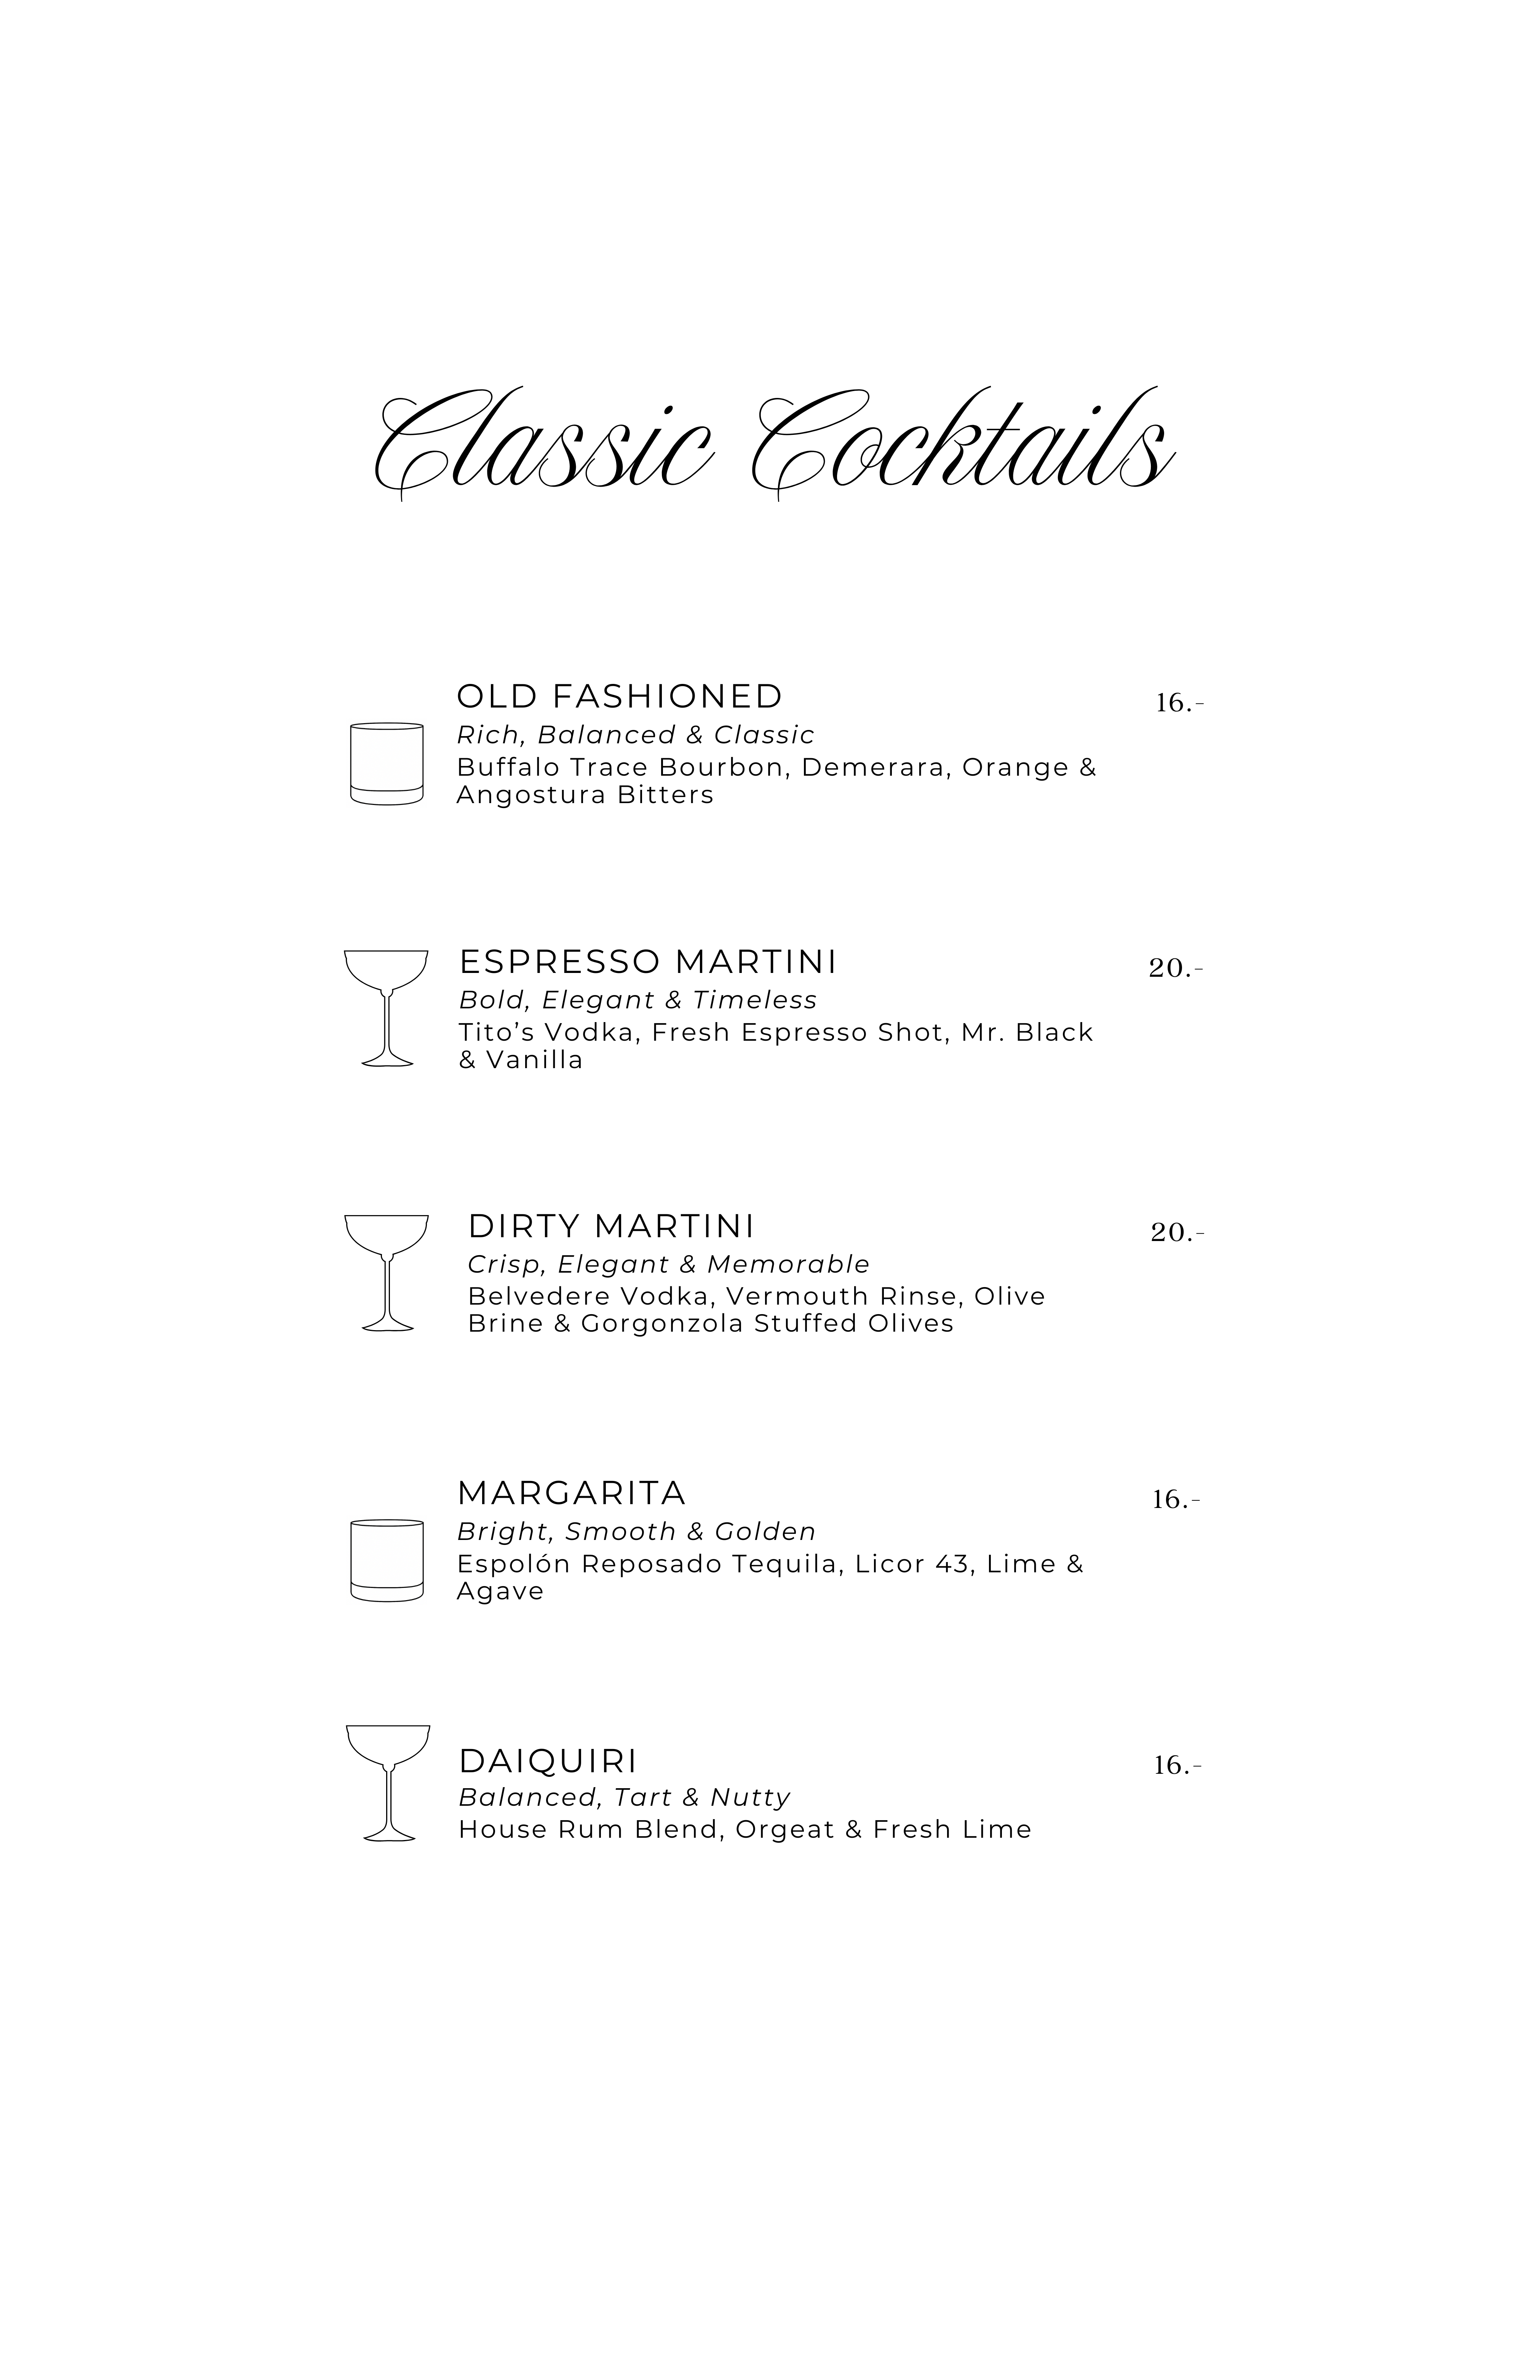 Classic Cocktails
OLD FASHIONED 16.-
Rich, Balanced & Classic
Buffalo Trace Bourbon, Demerara, Orange &
Angostura Bitters
ESPRESSO MARTINI 20.-
Bold, Elegant & Timeless
Tito’s Vodka, Fresh Espresso Shot, Mr. Black
& Vanilla
DIRTY MARTINI 20.-
Crisp, Elegant & Memorable
Belvedere Vodka, Vermouth Rinse, Olive
Brine & Gorgonzola Stuffed Olives
MARGARITA 16.-
Bright, Smooth & Golden
Espolón Reposado Tequila, Licor 43, Lime &
Agave
DAIQUIRI 16.-
Balanced, Tart & Nutty
House Rum Blend, Orgeat & Fresh Lime